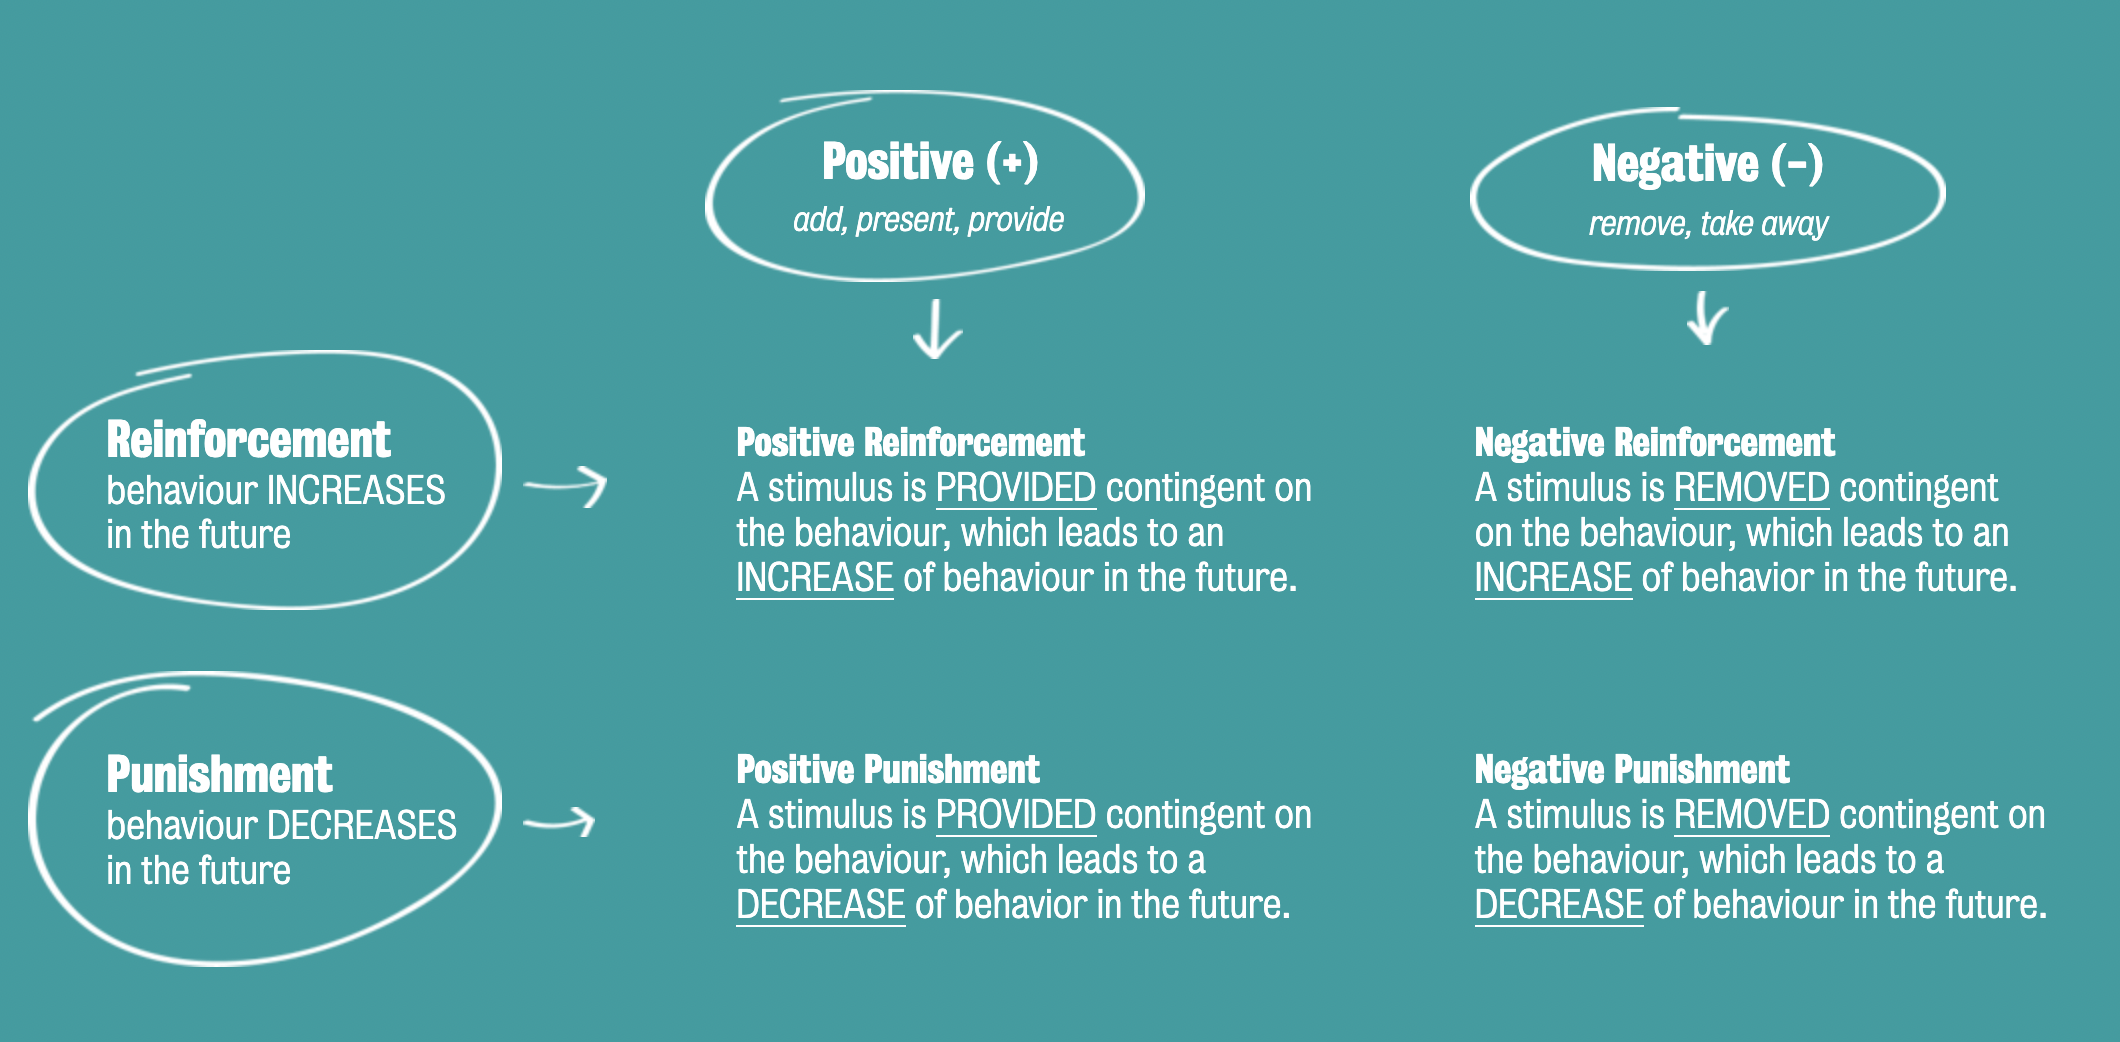 Positive (+)
add, present, provide
Negative (–)
remove, take away
Reinforcement
behaviour INCREASES
in the future
Positive Reinforcement
A stimulus is PROVIDED contingent on
the behaviour, which leads to an
INCREASE of behaviour in the future.
Negative Reinforcement
A stimulus is REMOVED contingent
on the behaviour, which leads to an
INCREASE of behavior in the future.
Punishment
behaviour DECREASES
in the future
Positive Punishment
A stimulus is PROVIDED contingent on
the behaviour, which leads to a
DECREASE of behavior in the future.
Negative Punishment
A stimulus is REMOVED contingent on
the behaviour, which leads to a
DECREASE of behaviour in the future.